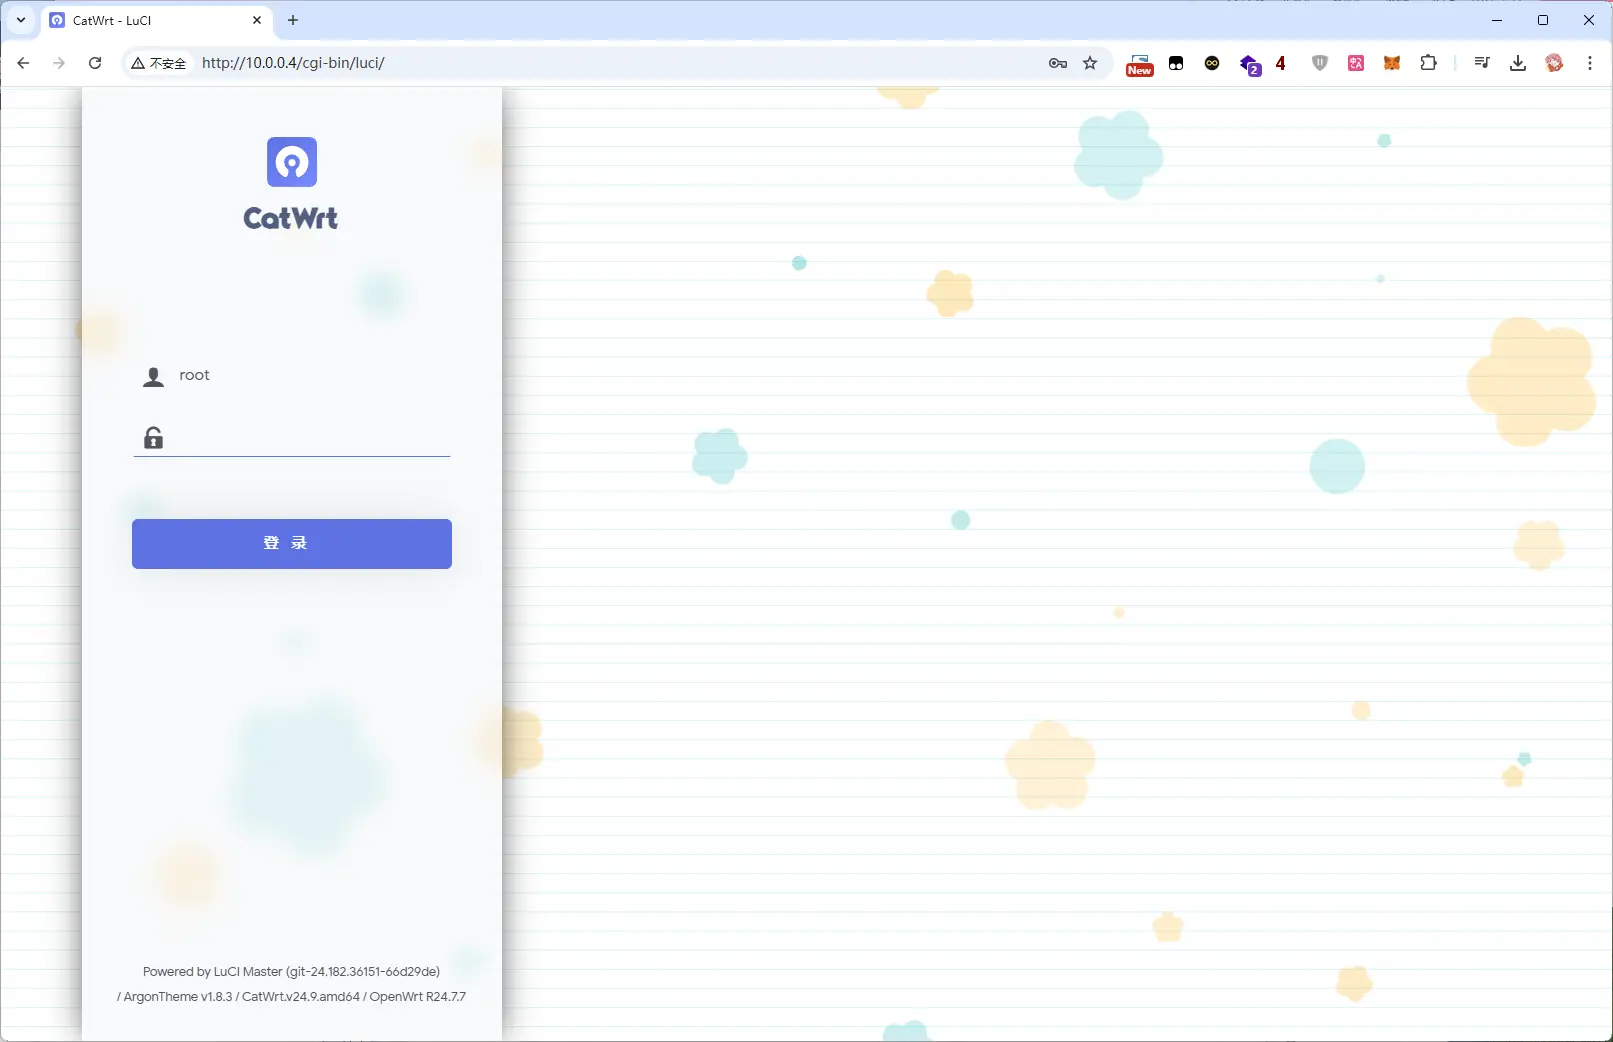 CatWrt - LuCI
不安全
http://10.0.0.4/cgi-bin/luci/
New
2
4
CatWrt
root
登 录
Powered by LuCI Master (git-24.182.36151-66d29de)
/ ArgonTheme v1.8.3 / CatWrt.v24.9.amd64 / OpenWrt R24.7.7